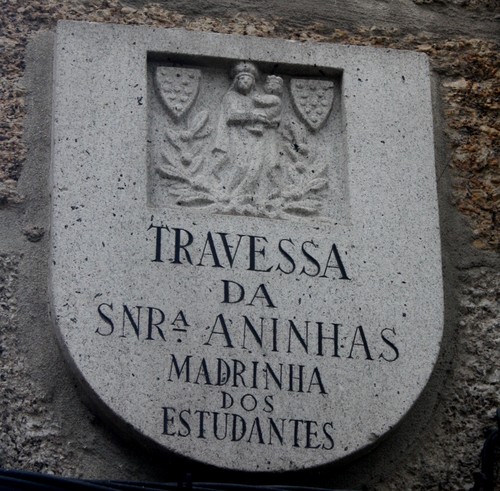 TRAVESSA
DA
SNRª ANINHAS
MADRINHA
DOS
ESTUDANTES